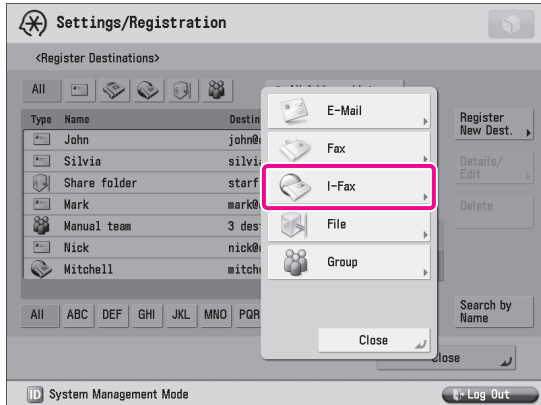 Settings/Registration
<Register Destinations>
All
Type Name Destin
John john@
Silvia silvi
Share folder starf
Mark mark@
Manual team 3 des
Nick nick@
Mitchell mitch
All ABC DEF GHI JKL MNO PQR
E-Mail
Fax
I-Fax
File
Group
Close
Register
New Dest.
Details/
Edit
Delete
Search by
Name
lose
ID System Management Mode
Log Out